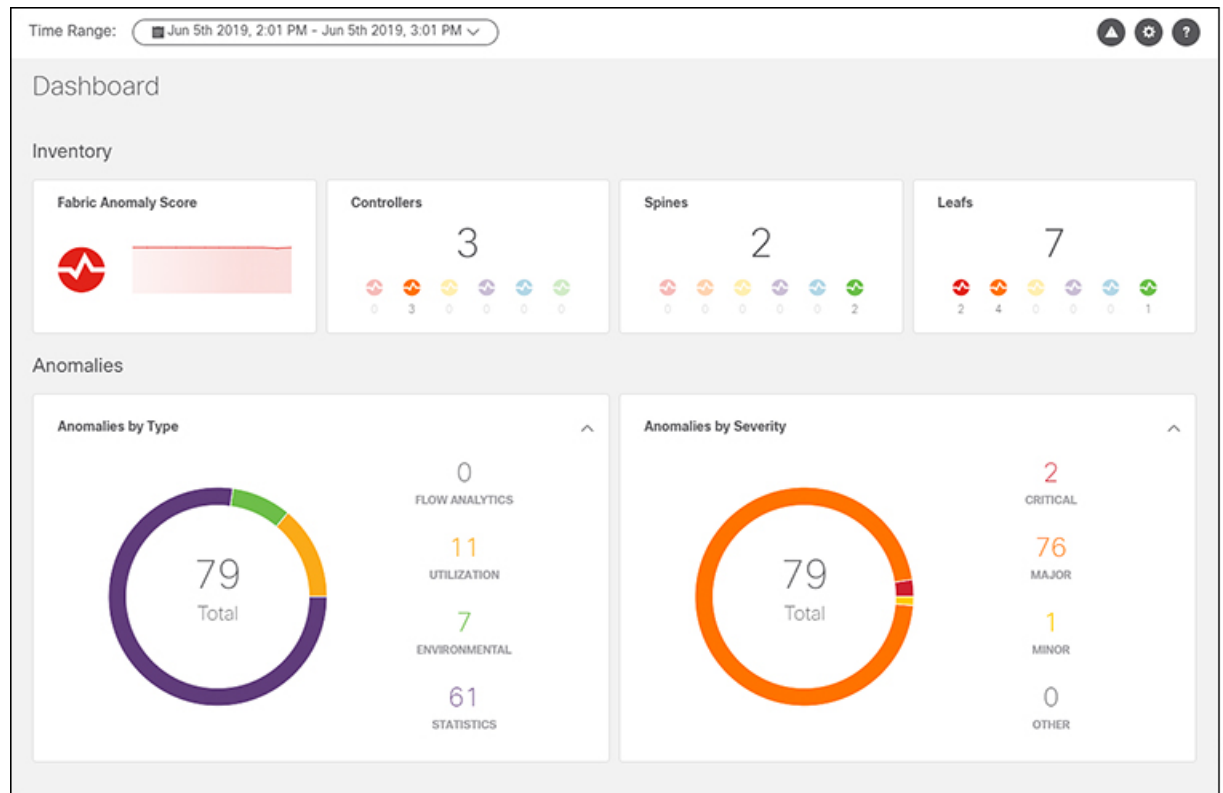 Time Range: Jun 5th 2019, 2:01 PM - Jun 5th 2019, 3:01 PM ?
Dashboard
Inventory
Fabric Anomaly Score
Controllers
3
0 3 0 0 0 0
Spines
2
0 0 0 0 0 2
Leafs
7
2 4 0 0 0 1
Anomalies
Anomalies by Type
79
Total
0
FLOW ANALYTICS
11
UTILIZATION
7
ENVIRONMENTAL
61
STATISTICS
Anomalies by Severity
79
Total
2
CRITICAL
76
MAJOR
1
MINOR
0
OTHER